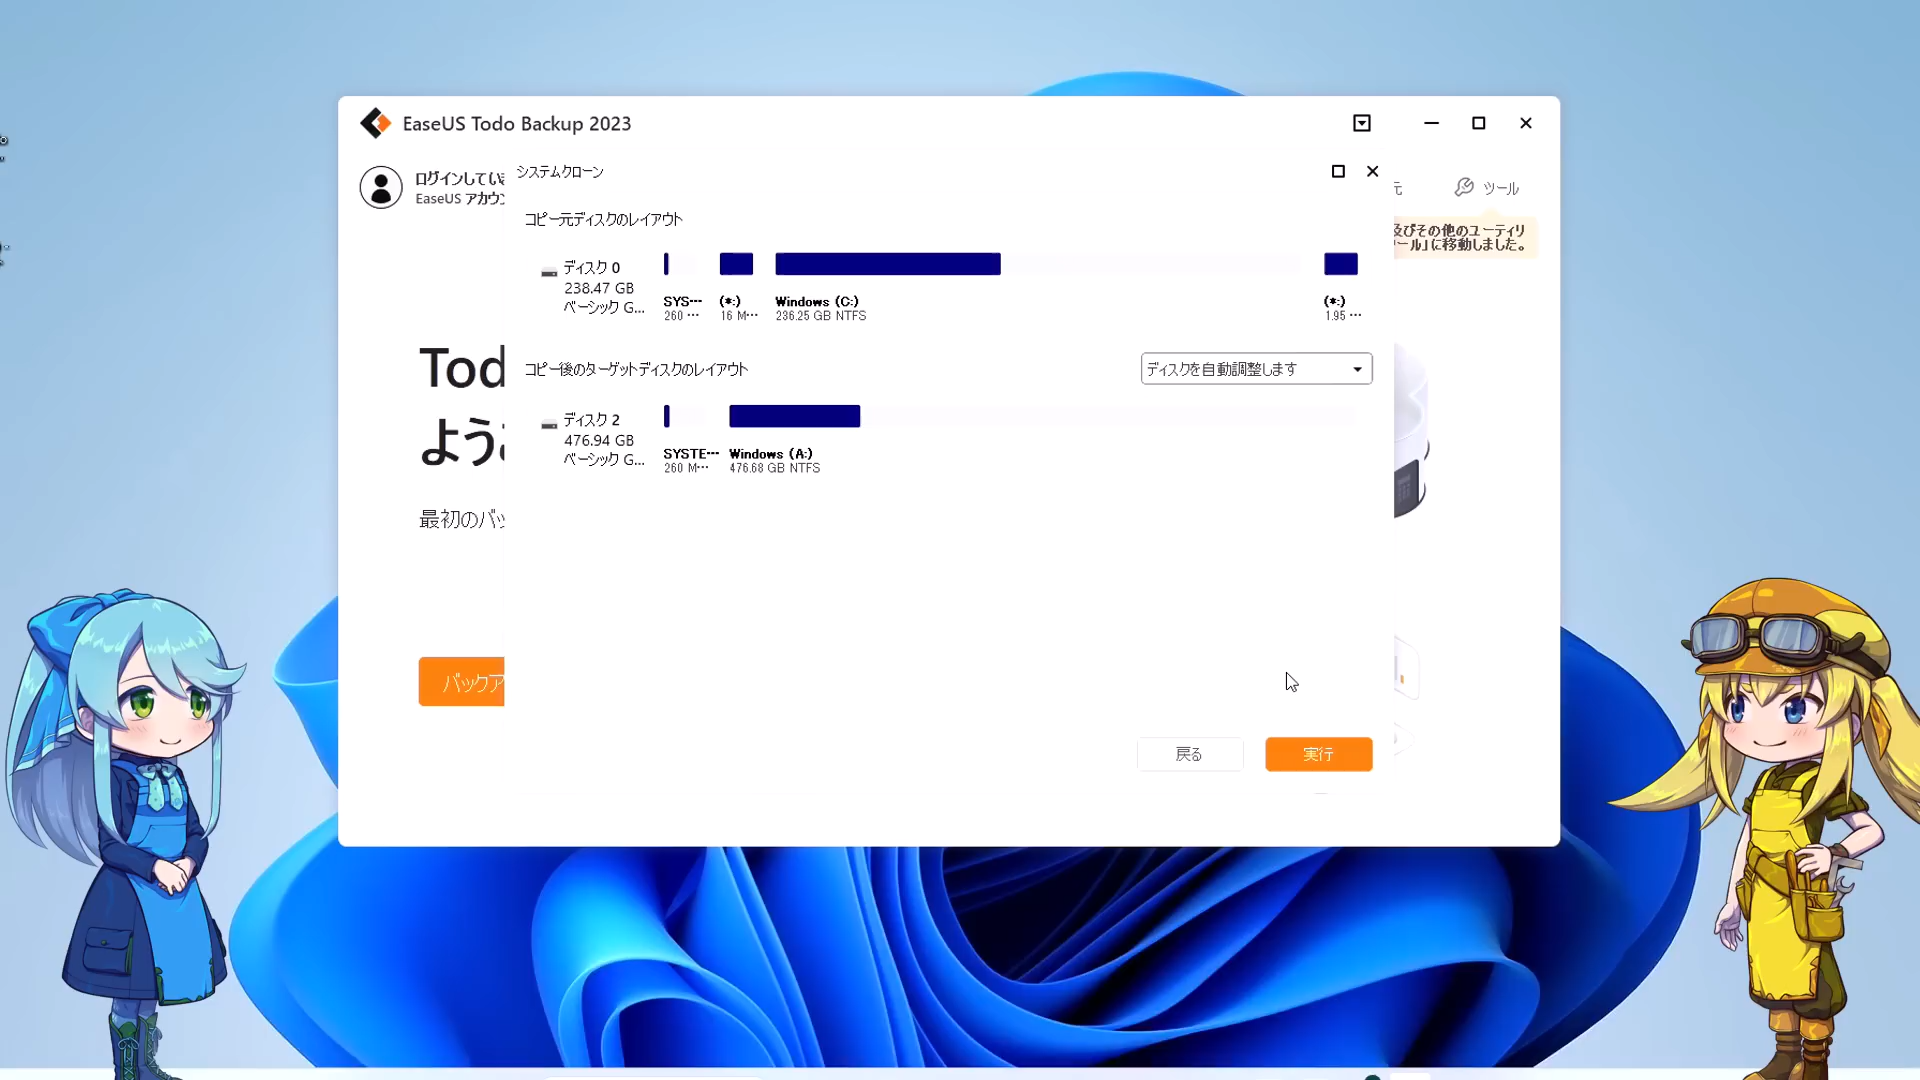 EaseUS Todo Backup 2023
ログインしてい
EaseUS アカウ
システムクローン
元
ツール
及びその他のユーティリ
ール」に移動しました。
コピー元ディスクのレイアウト
ディスク 0
238.47 GB
ベーシック G...
SYS···
260 ···
(*:)
16 M···
Windows (C:)
236.25 GB NTFS
(*:)
1.95 ···
Tod
よう
最初のバッ
バックア
コピー後のターゲットディスクのレイアウト
ディスクを自動調整します
ディスク 2
476.94 GB
ベーシック G...
SYSTE···
260 M···
Windows (A:)
476.68 GB NTFS
戻る
実行